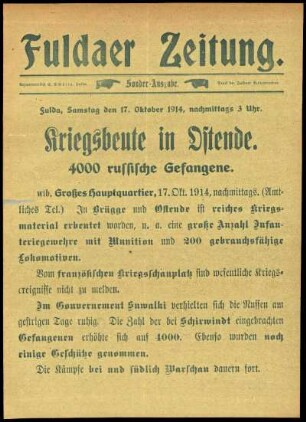 Fuldaer Zeitung.
Sonder-Ausgabe.
Fulda, Samstag den 17. Oktober 1914, nachmittags 3 Uhr.
Kriegsbeute in Ostende.
4000 russische Gefangene.
wtb. Großes Hauptquartier, 17. Okt. 1914, nachmittags. (Amt-
liches Tel.) In Brügge und Ostende ist reiches Kriegs-
material erbeutet worden, u. a. eine große Anzahl Infan-
teriegewehre mit Munition und 200 gebrauchsfähige
Lokomotiven.
Vom französischen Kriegsschauplatz sind wesentliche Kriegs-
ereignisse nicht zu melden.
Im Gouvernement Suwalki verhielten sich die Russen am
gestrigen Tage ruhig. Die Zahl der bei Schirwindt eingebrachten
Gefangenen erhöhte sich auf 4000. Ebenso wurden noch
einige Geschütze genommen.
Die Kämpfe bei und südlich Warschau dauern fort.